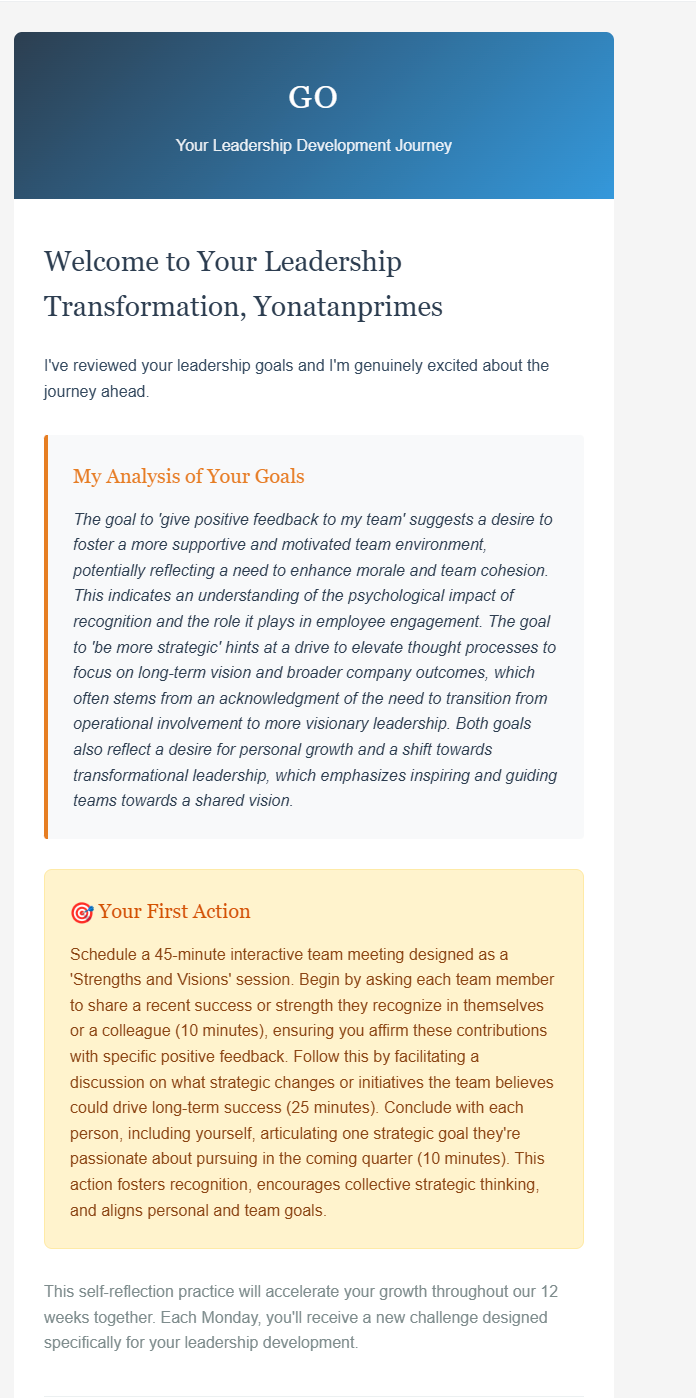 GO
Your Leadership Development Journey
Welcome to Your Leadership
Transformation, Yonatanprimes
I've reviewed your leadership goals and I'm genuinely excited about the
journey ahead.
My Analysis of Your Goals
The goal to 'give positive feedback to my team' suggests a desire to
foster a more supportive and motivated team environment,
potentially reflecting a need to enhance morale and team cohesion.
This indicates an understanding of the psychological impact of
recognition and the role it plays in employee engagement. The goal
to 'be more strategic' hints at a drive to elevate thought processes to
focus on long-term vision and broader company outcomes, which
often stems from an acknowledgment of the need to transition from
operational involvement to more visionary leadership. Both goals
also reflect a desire for personal growth and a shift towards
transformational leadership, which emphasizes inspiring and guiding
teams towards a shared vision.
🎯 Your First Action
Schedule a 45-minute interactive team meeting designed as a
'Strengths and Visions' session. Begin by asking each team member
to share a recent success or strength they recognize in themselves
or a colleague (10 minutes), ensuring you affirm these contributions
with specific positive feedback. Follow this by facilitating a
discussion on what strategic changes or initiatives the team believes
could drive long-term success (25 minutes). Conclude with each
person, including yourself, articulating one strategic goal they're
passionate about pursuing in the coming quarter (10 minutes). This
action fosters recognition, encourages collective strategic thinking,
and aligns personal and team goals.
This self-reflection practice will accelerate your growth throughout our 12
weeks together. Each Monday, you'll receive a new challenge designed
specifically for your leadership development.